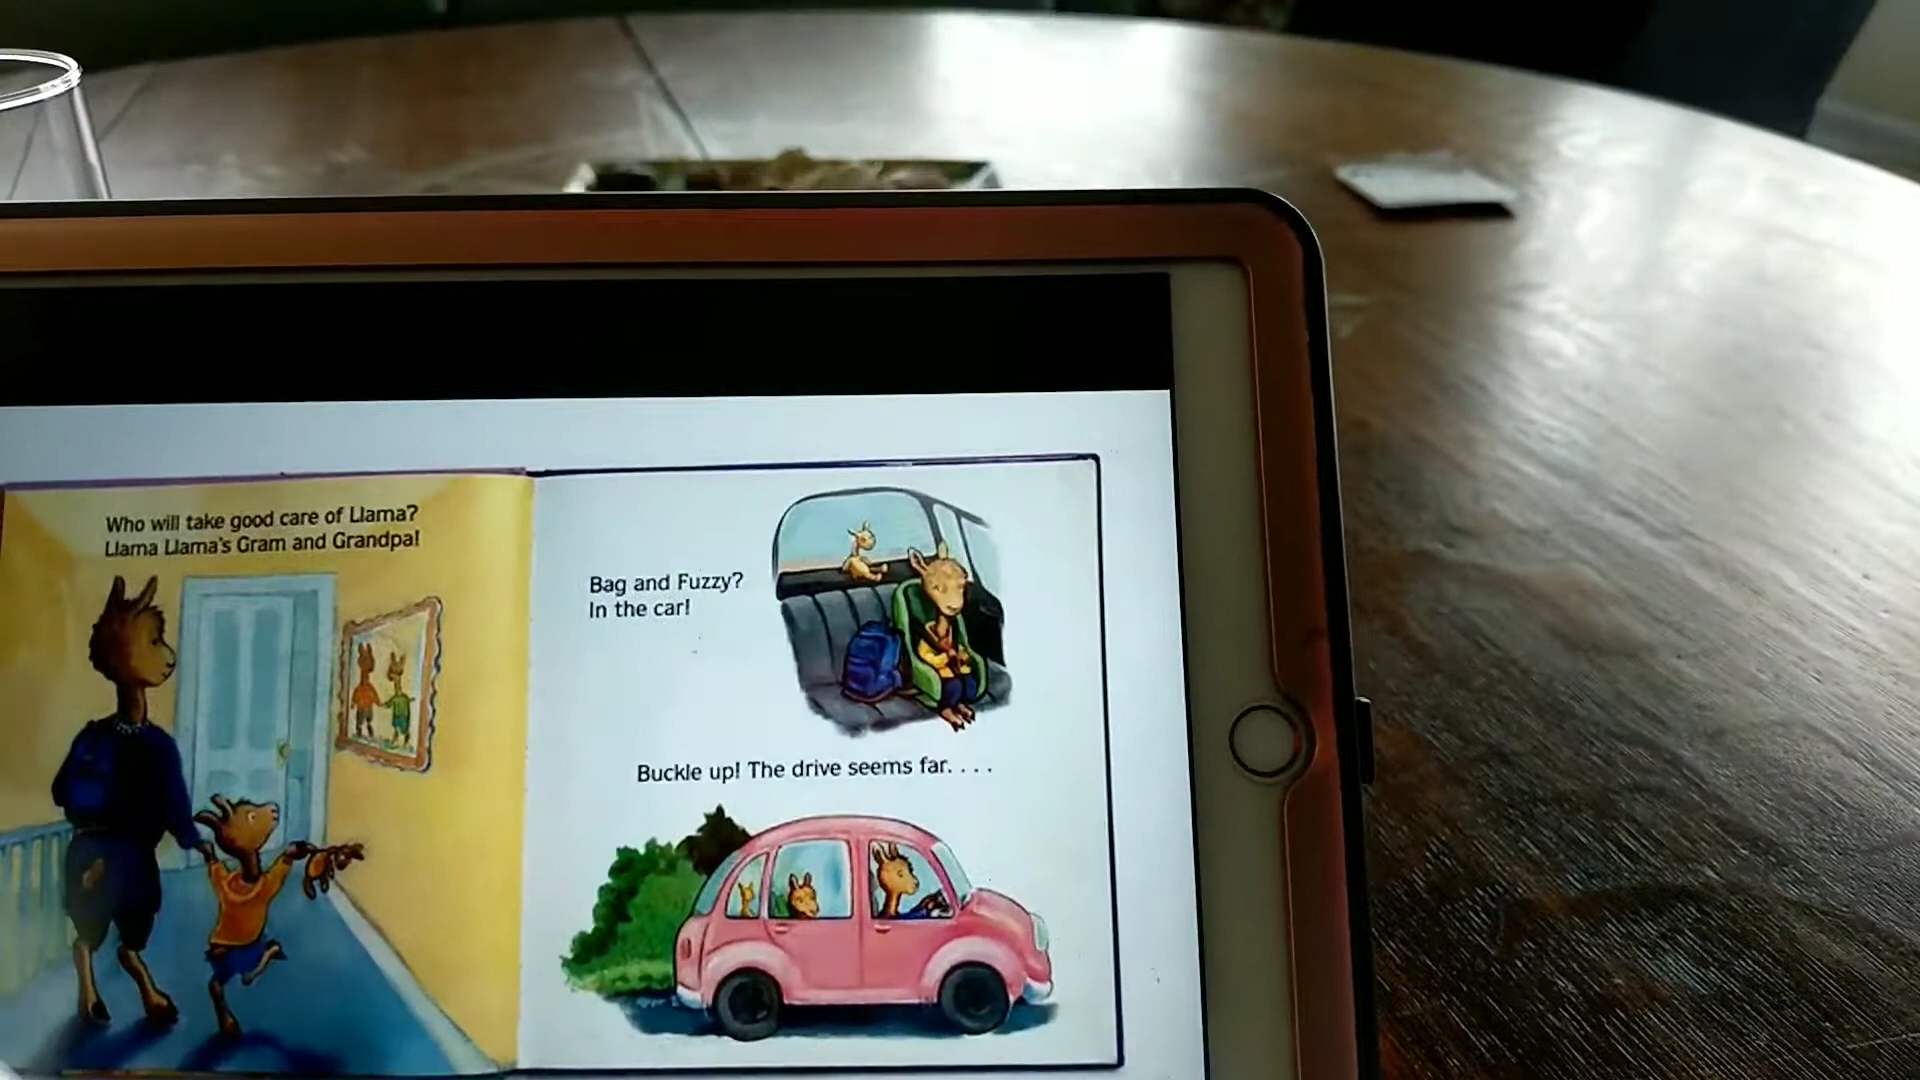 Who will take good care of Llama?
Llama Llama's Gram and Grandpa!
Bag and Fuzzy?
In the car!
Buckle up! The drive seems far. . . .